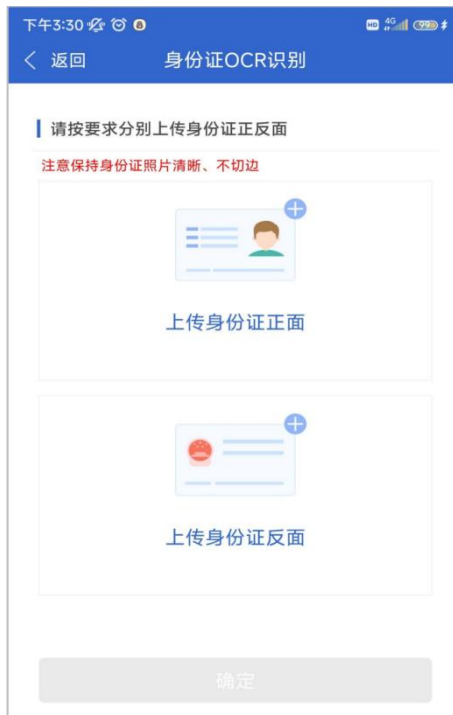 下午3:30
HD 4G 99
返回 身份证OCR识别
请按要求分别上传身份证正反面
注意保持身份证照片清晰、不切边
上传身份证正面
上传身份证反面
确定